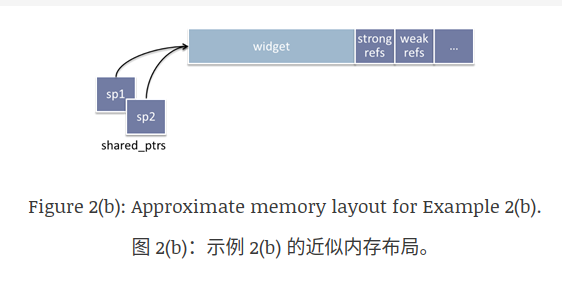 widget
strong refs
weak refs
...
sp1
sp2
shared_ptrs
Figure 2(b): Approximate memory layout for Example 2(b).
图 2(b)：示例 2(b) 的近似内存布局。